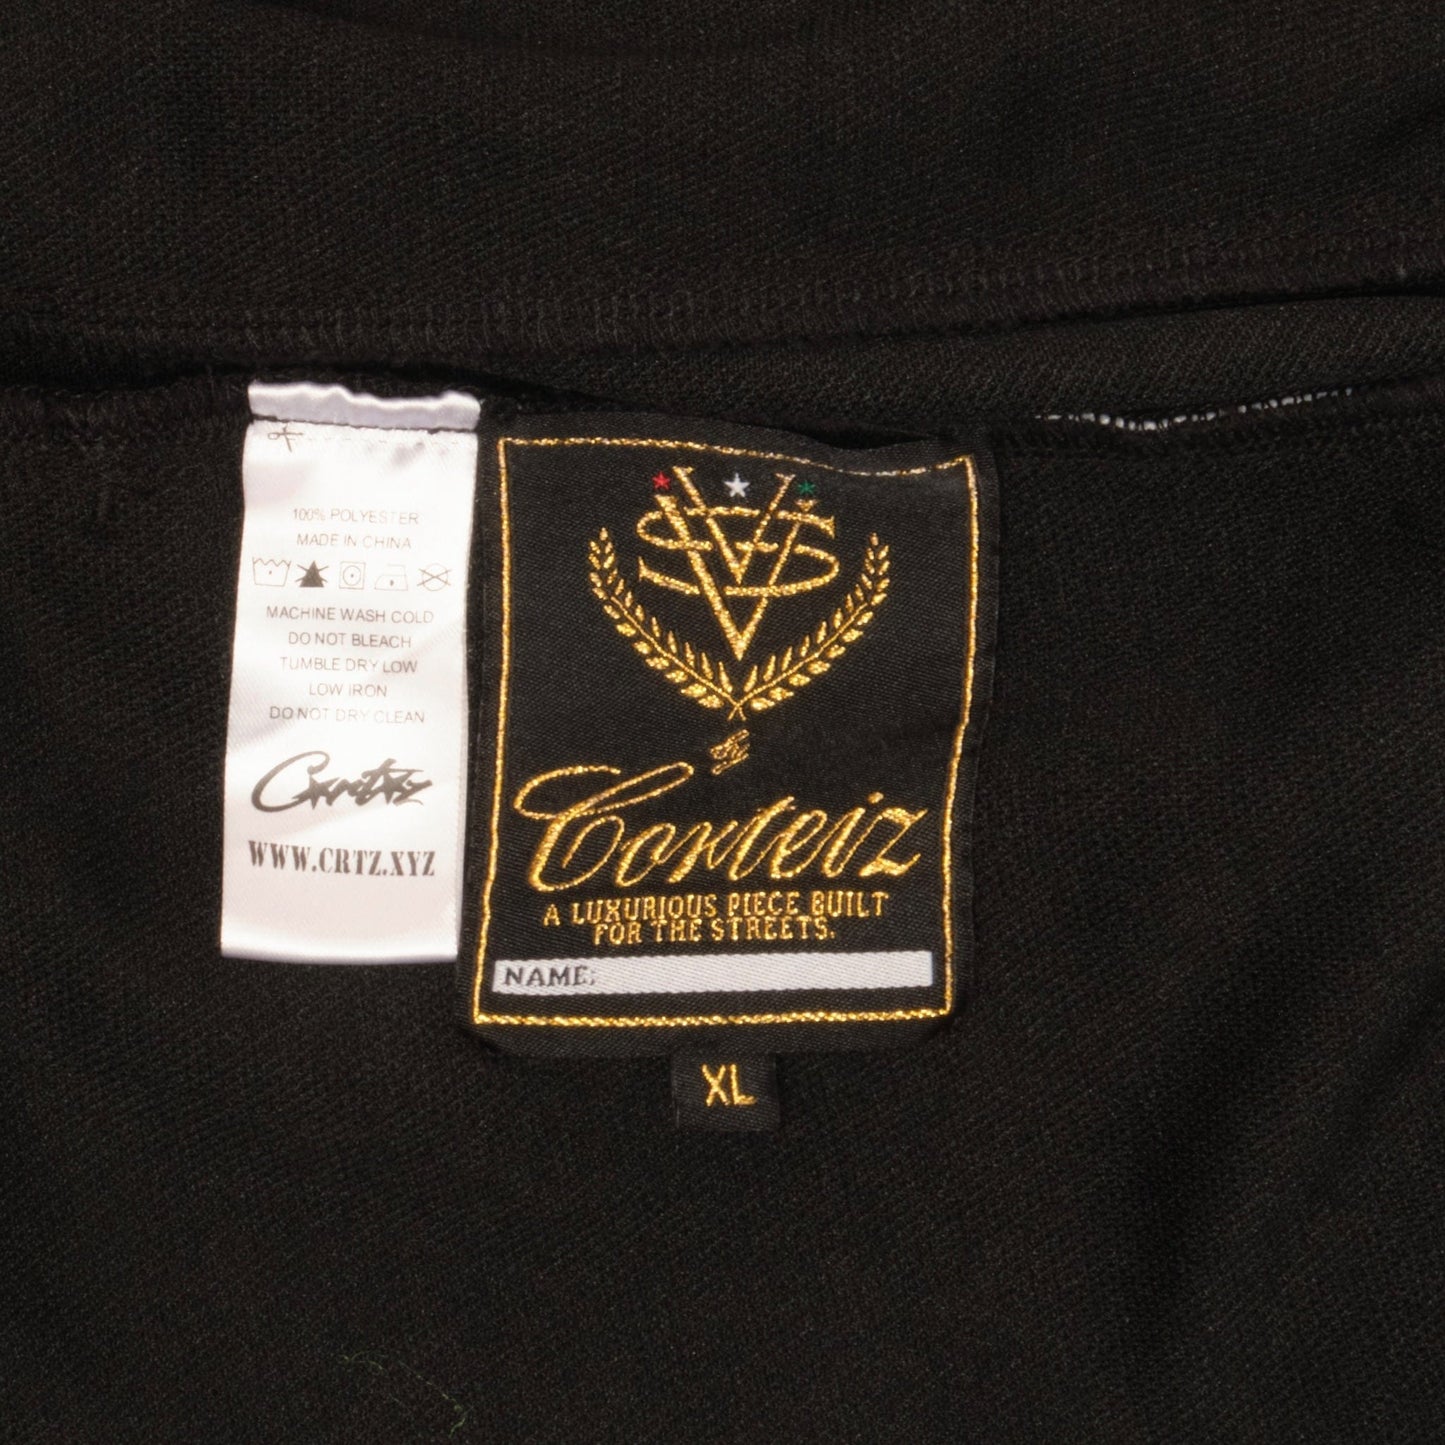 100% POLYESTER
MADE IN CHINA
MACHINE WASH COLD
DO NOT BLEACH
TUMBLE DRY LOW
LOW IRON
DO NOT DRY CLEAN
WWW.CRTZ.XYZ
Corteiz
A LUXURIOUS PIECE BUILT
FOR THE STREETS.
NAME:
XL